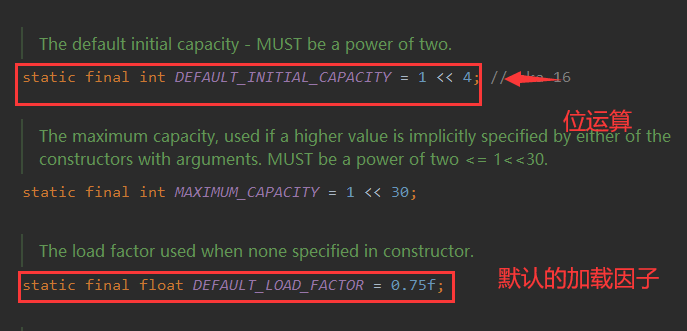 The default initial capacity - MUST be a power of two.
static final int DEFAULT_INITIAL_CAPACITY = 1 << 4; // 16
位运算
The maximum capacity, used if a higher value is implicitly specified by either of the
constructors with arguments. MUST be a power of two <= 1<<30.
static final int MAXIMUM_CAPACITY = 1 << 30;
The load factor used when none specified in constructor.
默认的加载因子
static final float DEFAULT_LOAD_FACTOR = 0.75f;